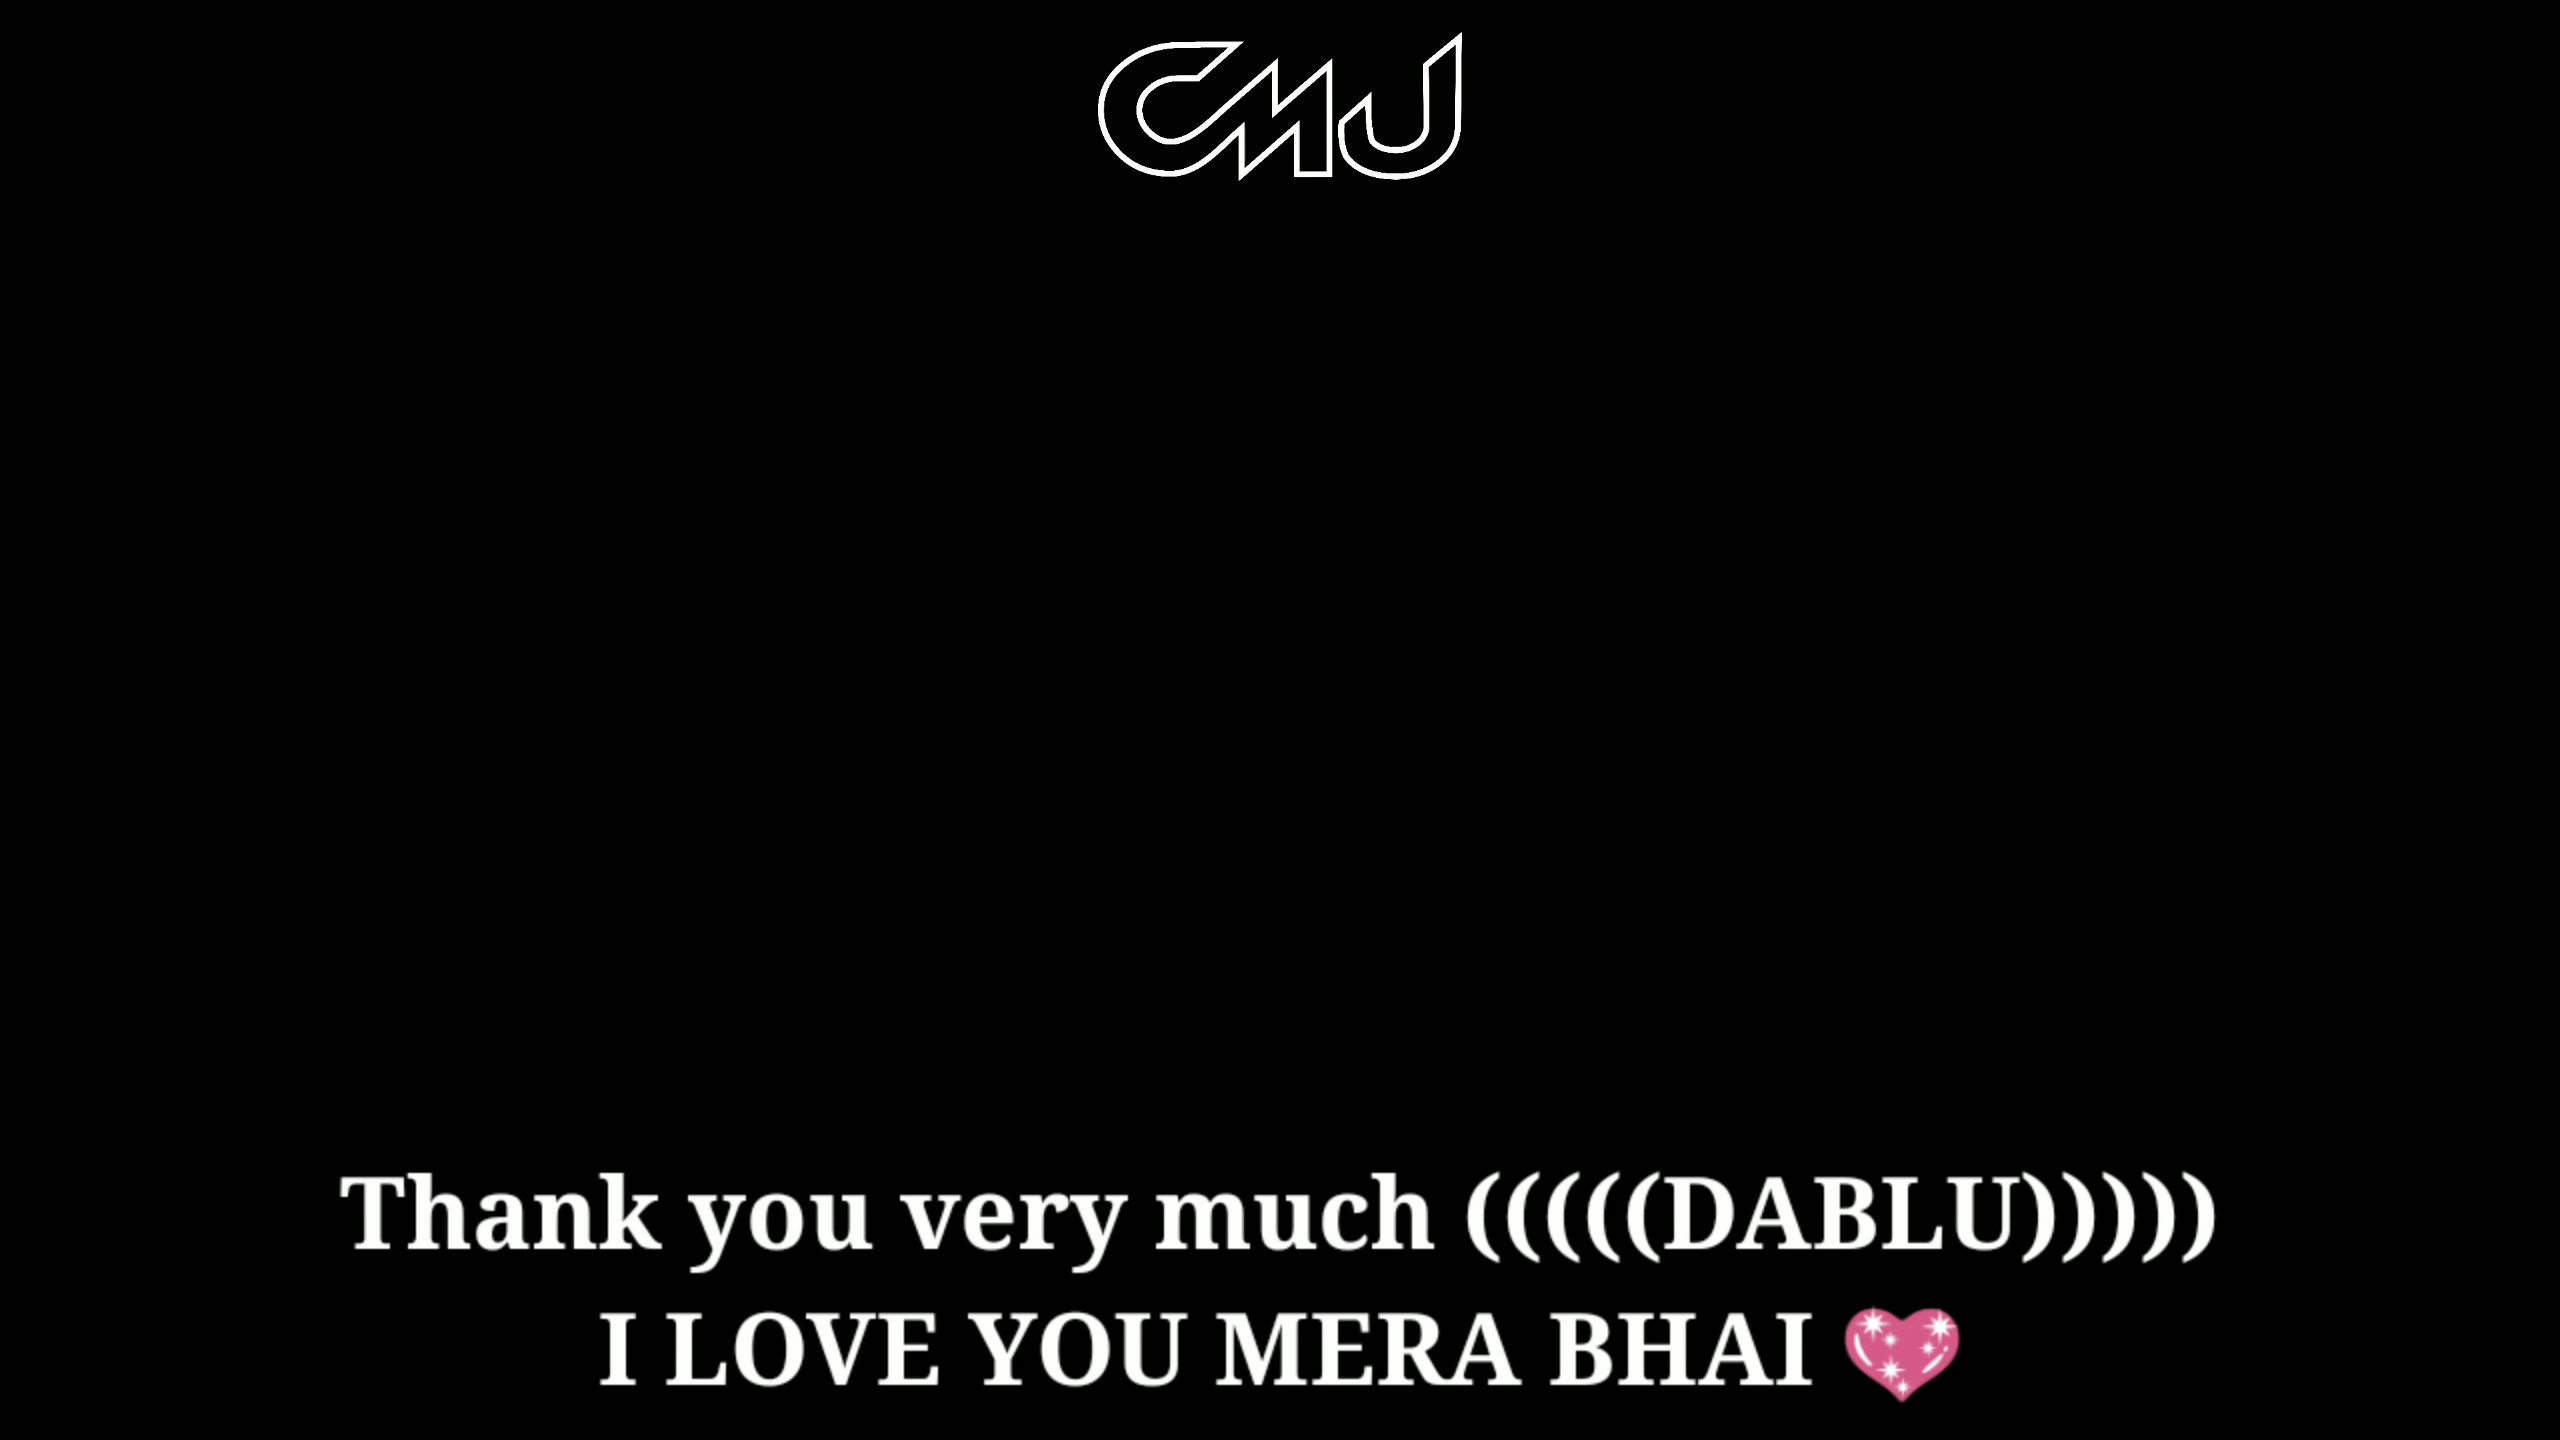 CMJ
Thank you very much (((((DABLU)))))
I LOVE YOU MERA BHAI 💖